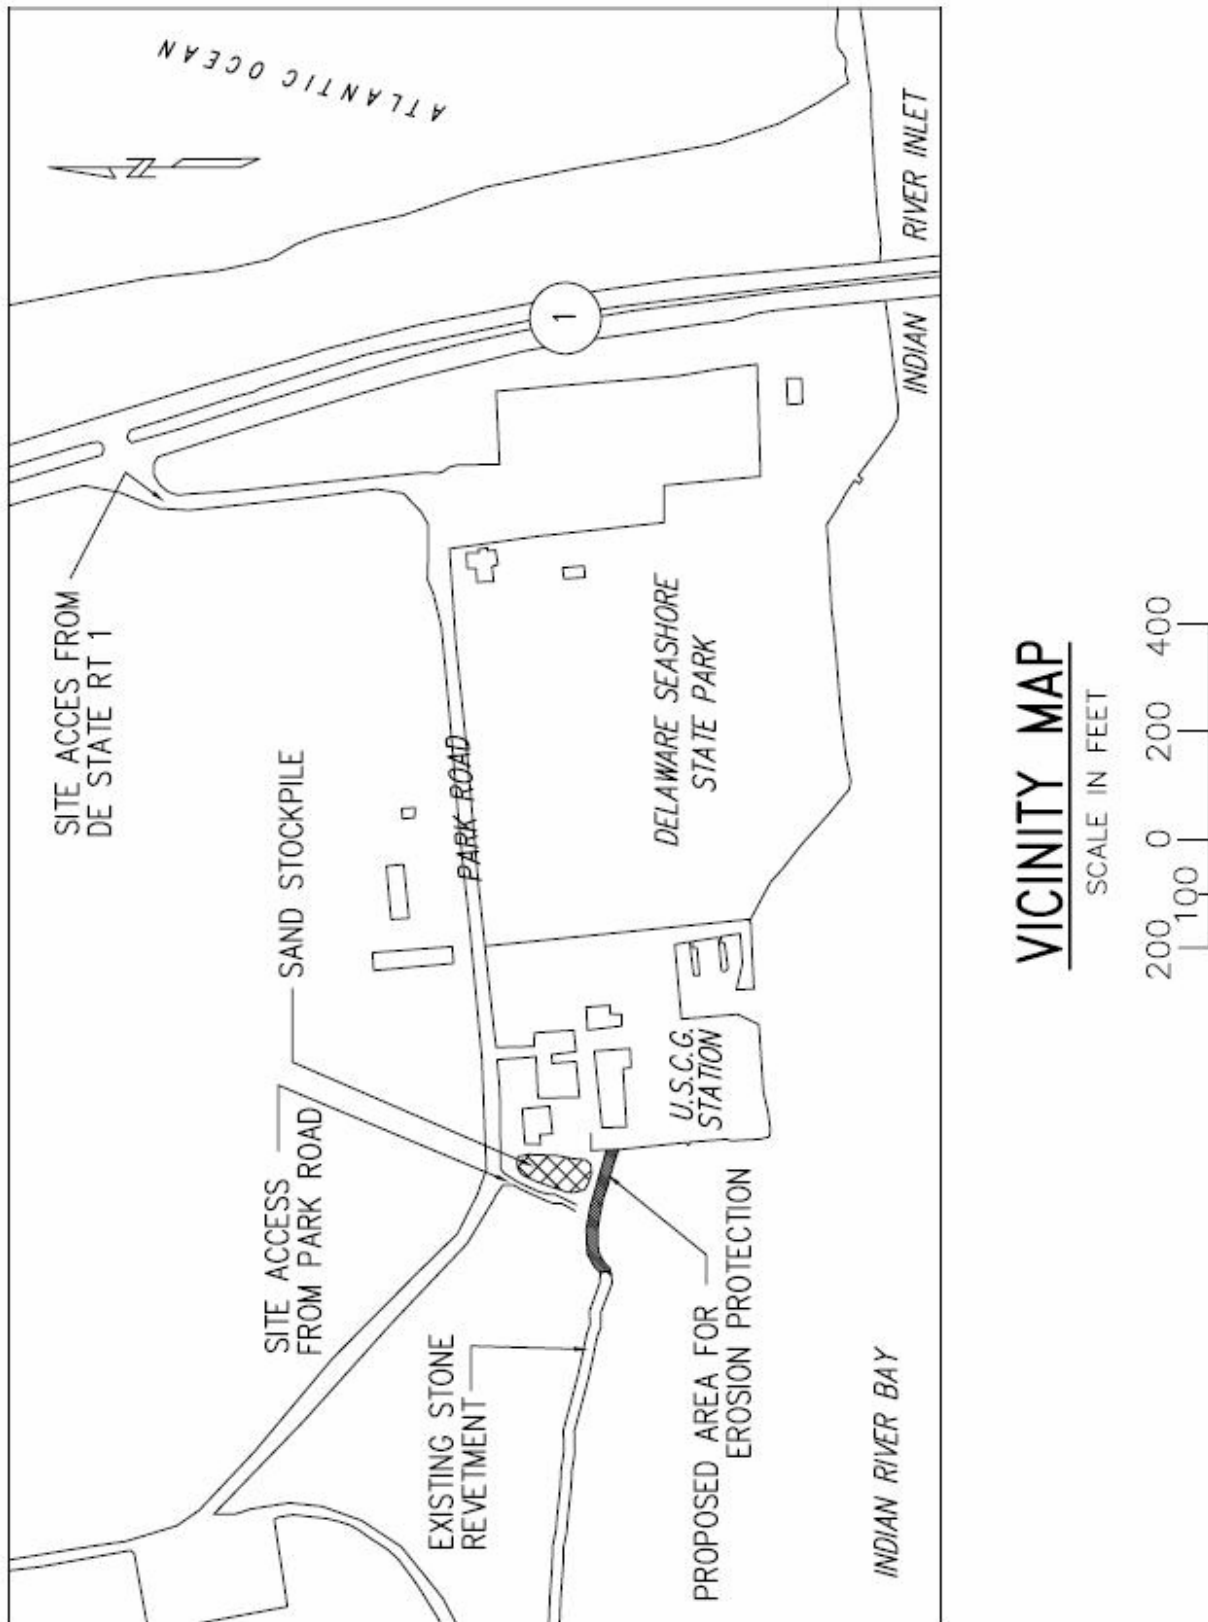 ATLANTIC OCEAN
N
SITE ACCES FROM
DE STATE RT 1
1
SAND STOCKPILE
SITE ACCESS
FROM PARK ROAD
PARK ROAD
EXISTING STONE
REVETMENT
DELAWARE SEASHORE
STATE PARK
U.S.C.G.
STATION
PROPOSED AREA FOR
EROSION PROTECTION
INDIAN RIVER BAY
INDIAN RIVER INLET
VICINITY MAP
SCALE IN FEET
200 100 0 200 400